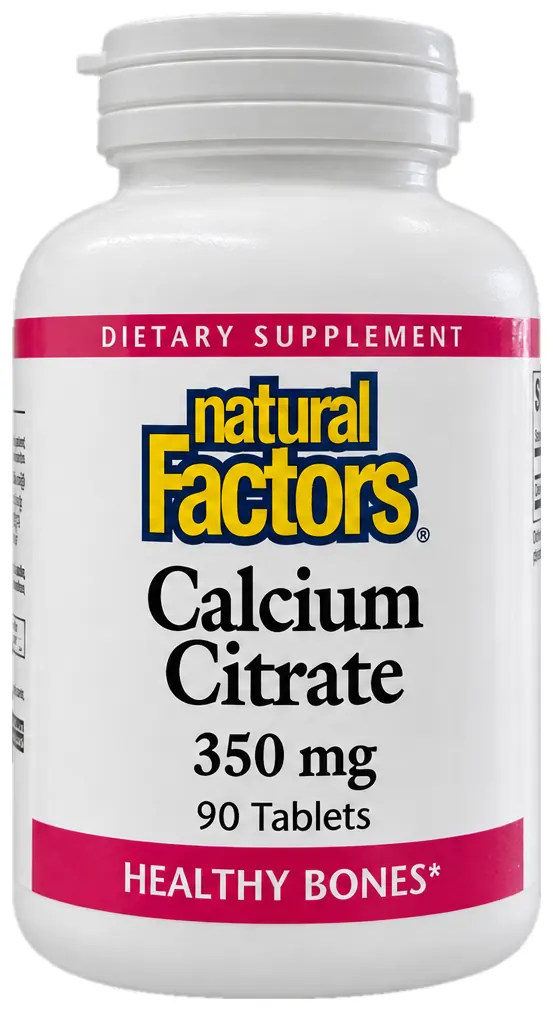 DIETARY SUPPLEMENT
natural
Factors®
Calcium
Citrate
350 mg
90 Tablets
HEALTHY BONES*